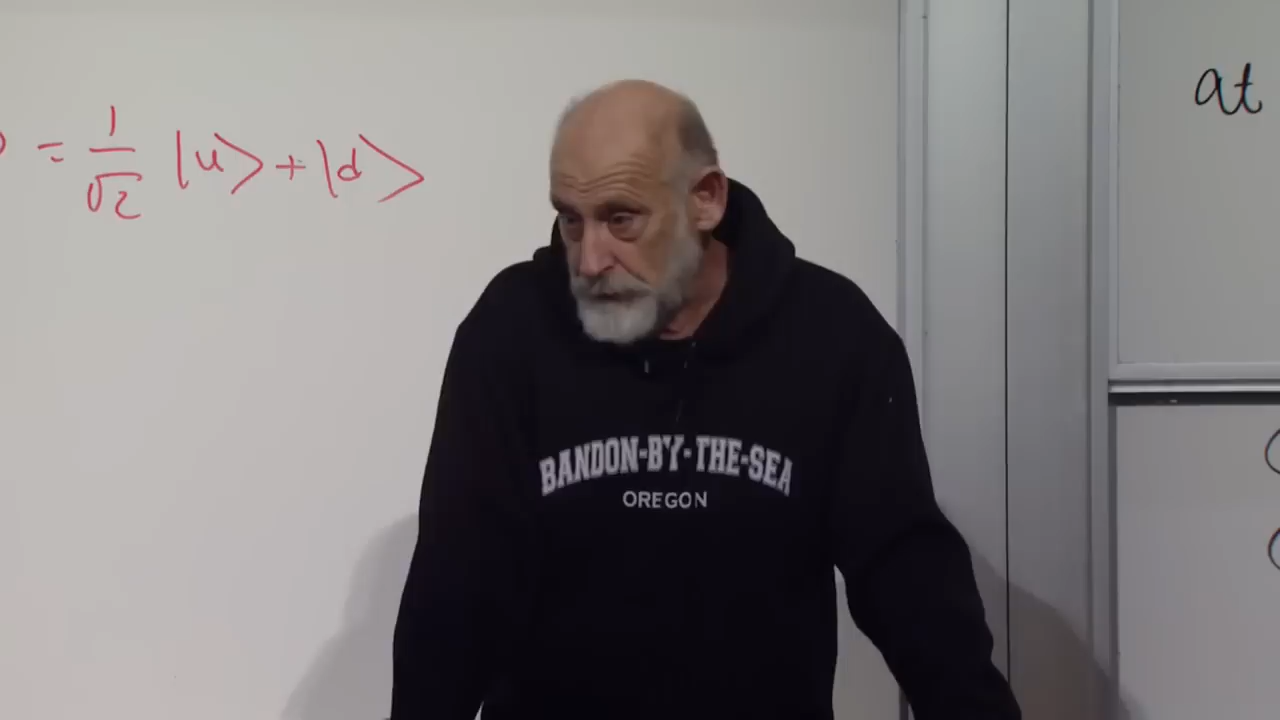 = 1/√2 |u> + |d>
at
BANDON-BY-THE-SEA
OREGON